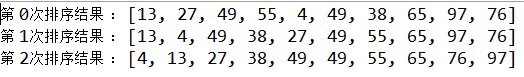 第 0次排序结果 ：[13, 27, 49, 55, 4, 49, 38, 65, 97, 76]
第 1次排序结果 ：[13, 4, 49, 38, 27, 49, 55, 65, 97, 76]
第 2次排序结果 ：[4, 13, 27, 38, 49, 49, 55, 65, 76, 97]